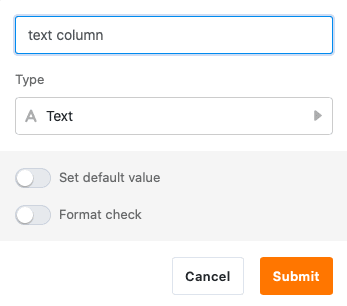 text column
Type
A Text
Set default value
Format check
Cancel
Submit